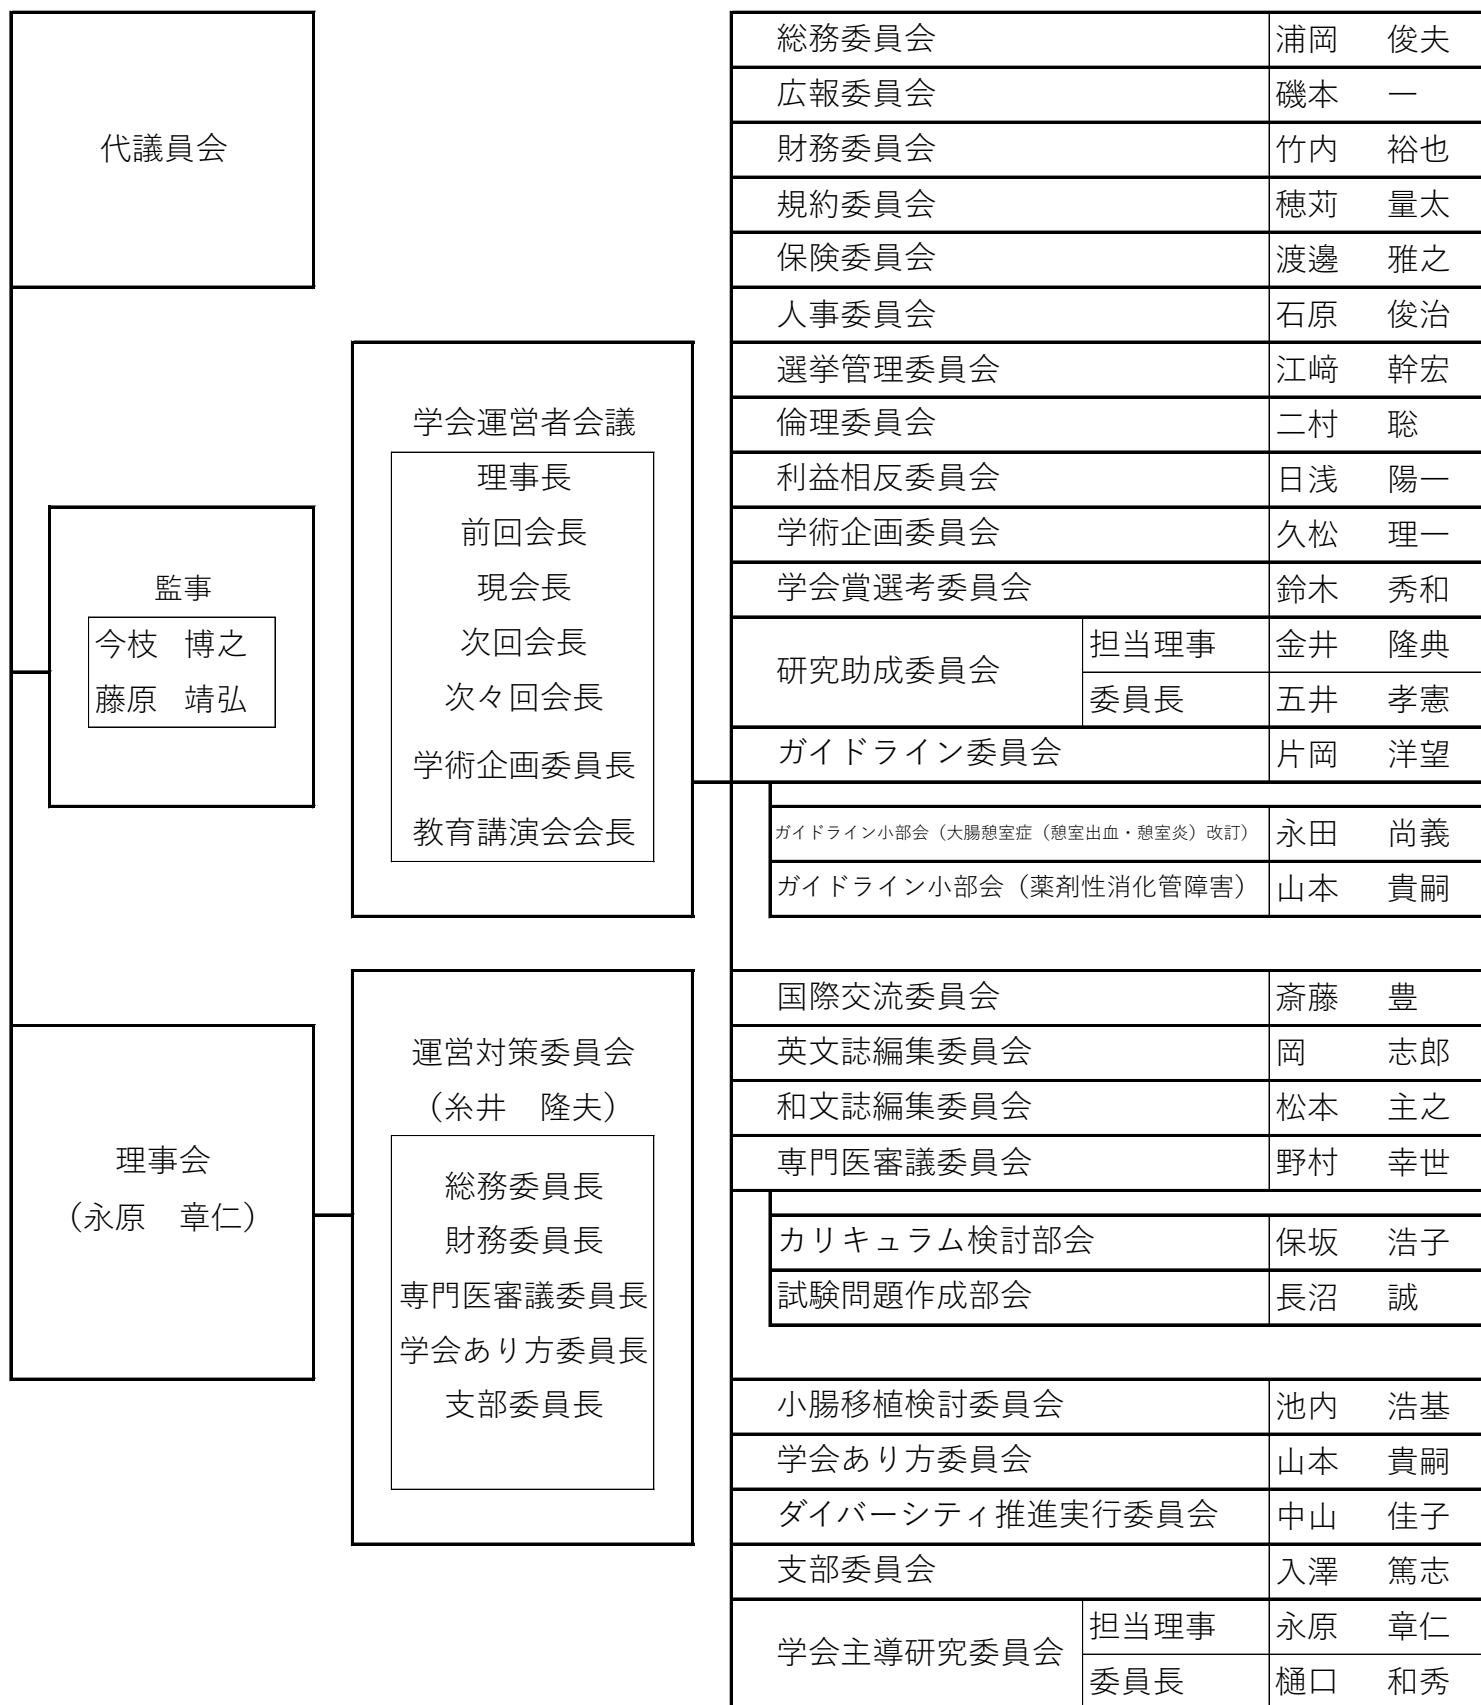 代議員会
監事
今枝　博之
藤原　靖弘
理事会
（永原　章仁）
学会運営者会議
理事長
前回会長
現会長
次回会長
次々回会長
学術企画委員長
教育講演会会長
運営対策委員会
（糸井　隆夫）
総務委員長
財務委員長
専門医審議委員長
学会あり方委員長
支部委員長
総務委員会 浦岡　俊夫
広報委員会 磯本　一
財務委員会 竹内　裕也
規約委員会 穂苅　量太
保険委員会 渡邊　雅之
人事委員会 石原　俊治
選挙管理委員会 江﨑　幹宏
倫理委員会 二村　聡
利益相反委員会 日浅　陽一
学術企画委員会 久松　理一
学会賞選考委員会 鈴木　秀和
研究助成委員会 担当理事 金井　隆典
委員長 五井　孝憲
ガイドライン委員会 片岡　洋望
ガイドライン小部会（大腸憩室症（憩室出血・憩室炎）改訂） 永田　尚義
ガイドライン小部会（薬剤性消化管障害） 山本　貴嗣
国際交流委員会 斎藤　豊
英文誌編集委員会 岡　志郎
和文誌編集委員会 松本　主之
専門医審議委員会 野村　幸世
カリキュラム検討部会 保坂　浩子
試験問題作成部会 長沼　誠
小腸移植検討委員会 池内　浩基
学会あり方委員会 山本　貴嗣
ダイバーシティ推進実行委員会 中山　佳子
支部委員会 入澤　篤志
学会主導研究委員会 担当理事 永原　章仁
委員長 樋口　和秀